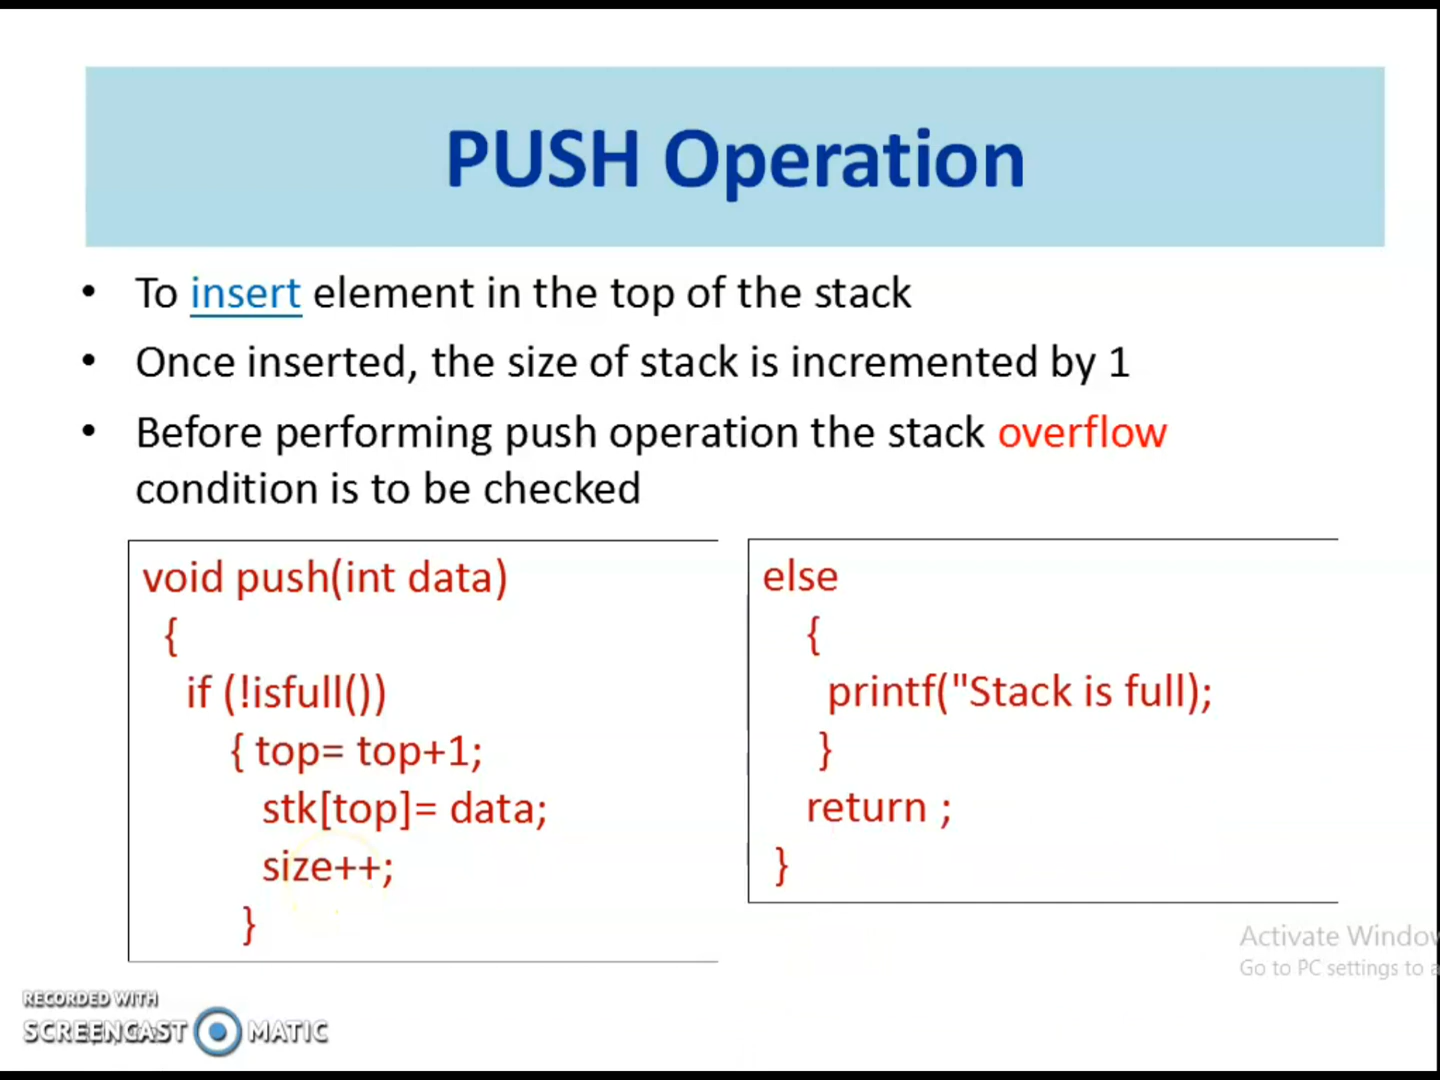 PUSH Operation
• To insert element in the top of the stack
• Once inserted, the size of stack is incremented by 1
• Before performing push operation the stack overflow
condition is to be checked
void push(int data)
{
if (!isfull())
{ top= top+1;
stk[top]= data;
size++;
}
else
{
printf("Stack is full);
}
return ;
}
Activate Windo
Go to PC settings to a
RECORDED WITH
SCREENCAST MATIC